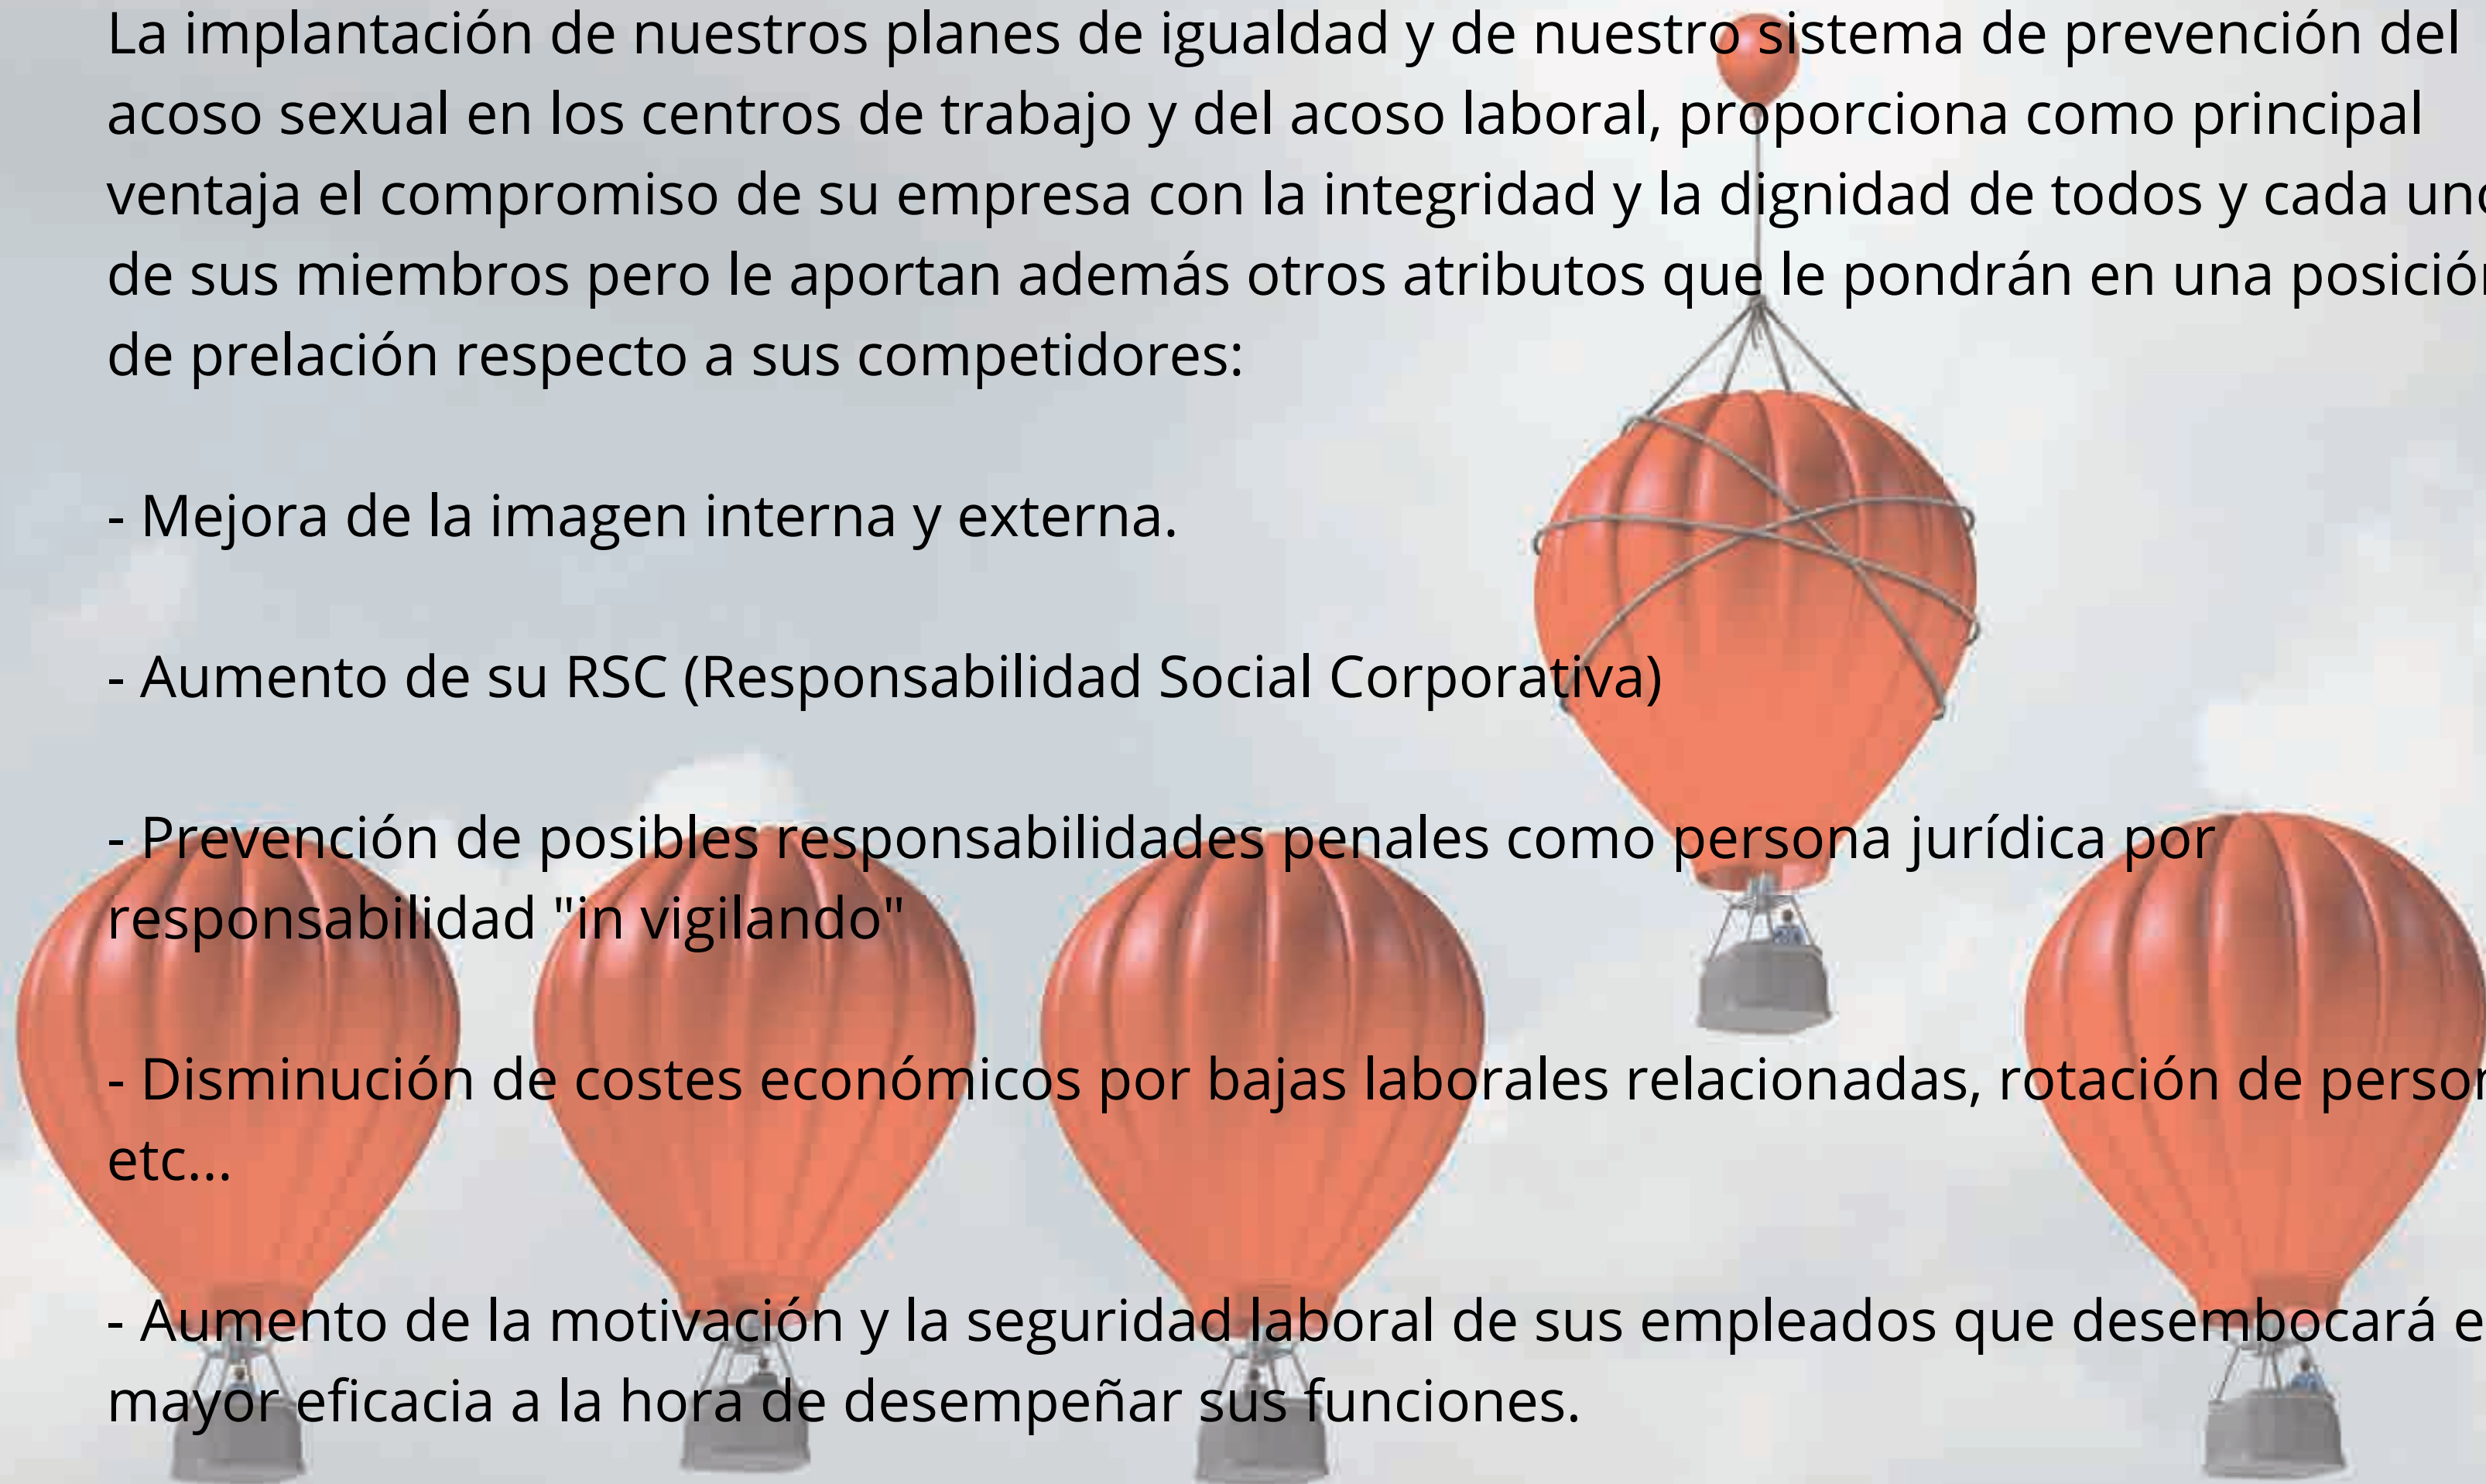 La implantación de nuestros planes de igualdad y de nuestro sistema de prevención del
acoso sexual en los centros de trabajo y del acoso laboral, proporciona como principal
ventaja el compromiso de su empresa con la integridad y la dignidad de todos y cada uno
de sus miembros pero le aportan además otros atributos que le pondrán en una posición
de prelación respecto a sus competidores:
- Mejora de la imagen interna y externa.
- Aumento de su RSC (Responsabilidad Social Corporativa)
- Prevención de posibles responsabilidades penales como persona jurídica por
responsabilidad "in vigilando"
- Disminución de costes económicos por bajas laborales relacionadas, rotación de
etc...
- Aumento de la motivación y la seguridad laboral de sus empleados que desembocará
mayor eficacia a la hora de desempeñar sus funciones.